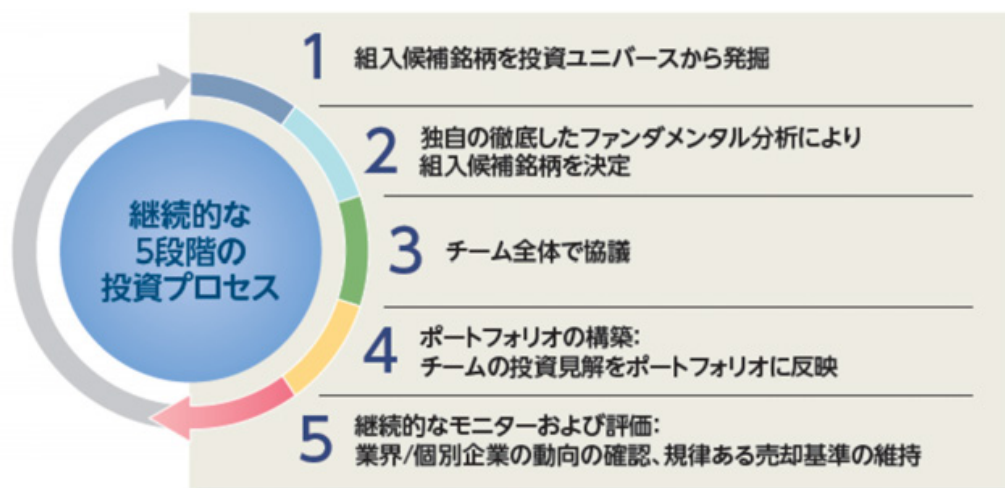 継続的な
5段階の
投資プロセス
1
組入候補銘柄を投資ユニバースから発掘
2
独自の徹底したファンダメンタル分析により
組入候補銘柄を決定
3
チーム全体で協議
4
ポートフォリオの構築:
チームの投資見解をポートフォリオに反映
5
継続的なモニターおよび評価:
業界/個別企業の動向の確認、規律ある売却基準の維持